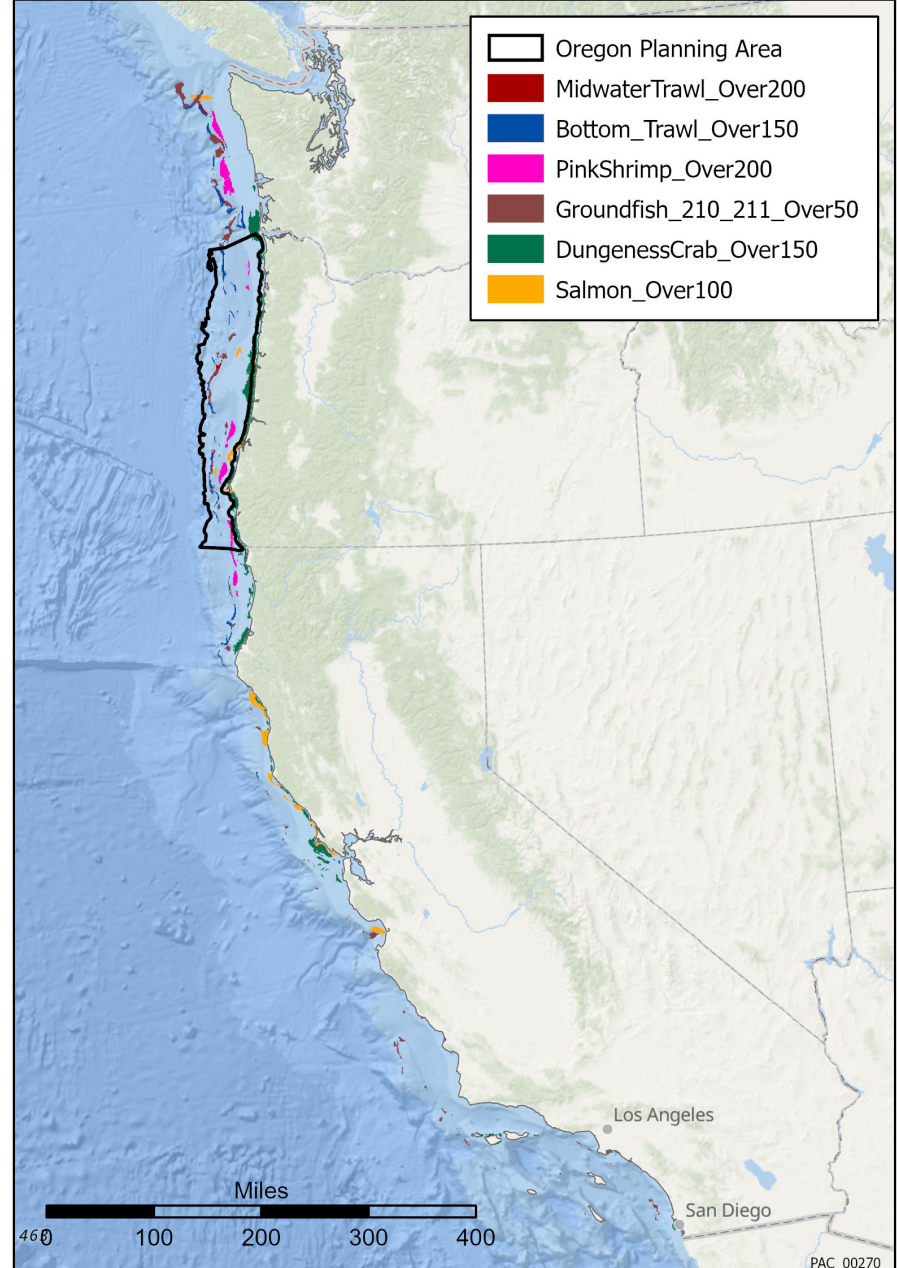 Oregon Planning Area
MidwaterTrawl_Over200
Bottom_Trawl_Over150
PinkShrimp_Over200
Groundfish_210_211_Over50
DungenessCrab_Over150
Salmon_Over100
Los Angeles
San Diego
Miles
0 100 200 300 400
PAC_00270